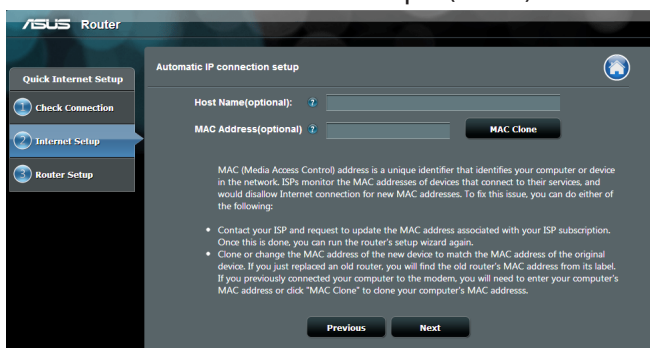 ASUS Router
Quick Internet Setup
1 Check Connection
2 Internet Setup
3 Router Setup
Automatic IP connection setup
Host Name(optional): ?
MAC Address(optional) ? MAC Clone
MAC (Media Access Control) address is a unique identifier that identifies your computer or device
in the network. ISPs monitor the MAC addresses of devices that connect to their services, and
would disallow Internet connection for new MAC addresses. To fix this issue, you can do either of
the following:
• Contact your ISP and request to update the MAC address associated with your ISP subscription.
Once this is done, you can run the router's setup wizard again.
• Clone or change the MAC address of the new device to match the MAC address of the original
device. If you just replaced an old router, you will find the old router's MAC address from its label.
If you previously connected your computer to the modem, you will need to enter your computer's
MAC address or click "MAC Clone" to clone your computer's MAC addresss.
Previous Next